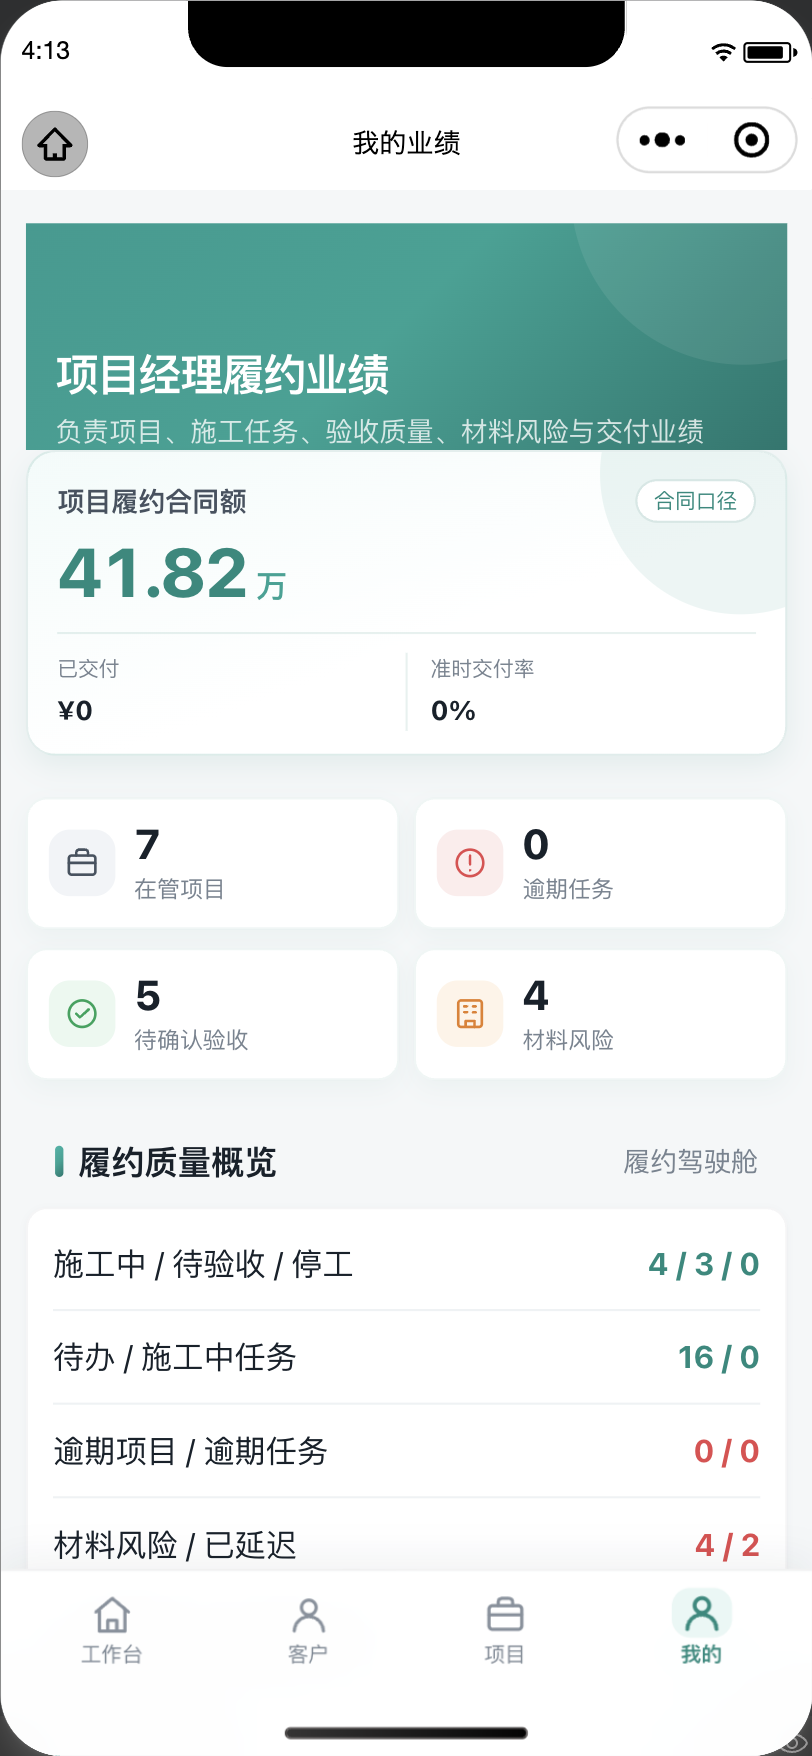 4:13
我的业绩
项目经理履约业绩
负责项目、施工任务、验收质量、材料风险与交付业绩
项目履约合同额
合同口径
41.82 万
已交付
准时交付率
¥0
0%
7
在管项目
0
逾期任务
5
待确认验收
4
材料风险
履约质量概览
履约驾驶舱
施工中 / 待验收 / 停工
4 / 3 / 0
待办 / 施工中任务
16 / 0
逾期项目 / 逾期任务
0 / 0
材料风险 / 已延迟
4 / 2
工作台
客户
项目
我的